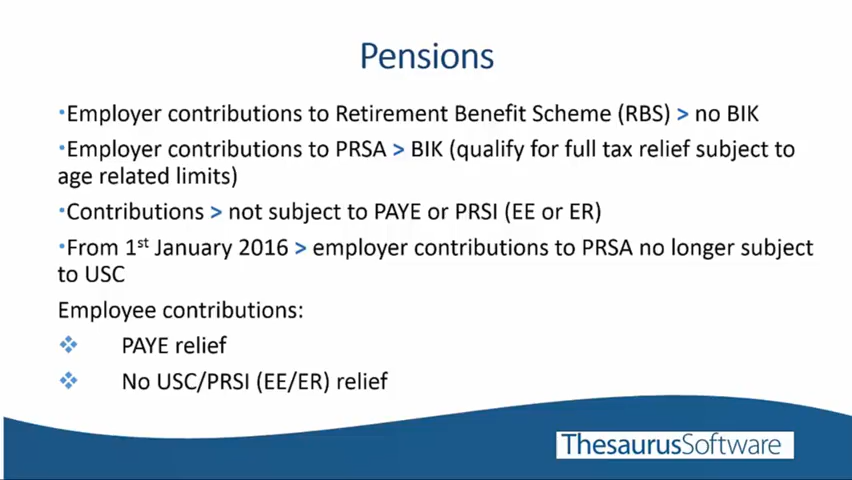 Pensions
•Employer contributions to Retirement Benefit Scheme (RBS) > no BIK
•Employer contributions to PRSA > BIK (qualify for full tax relief subject to
age related limits)
•Contributions > not subject to PAYE or PRSI (EE or ER)
•From 1st January 2016 > employer contributions to PRSA no longer subject
to USC
Employee contributions:
❖ PAYE relief
❖ No USC/PRSI (EE/ER) relief
ThesaurusSoftware